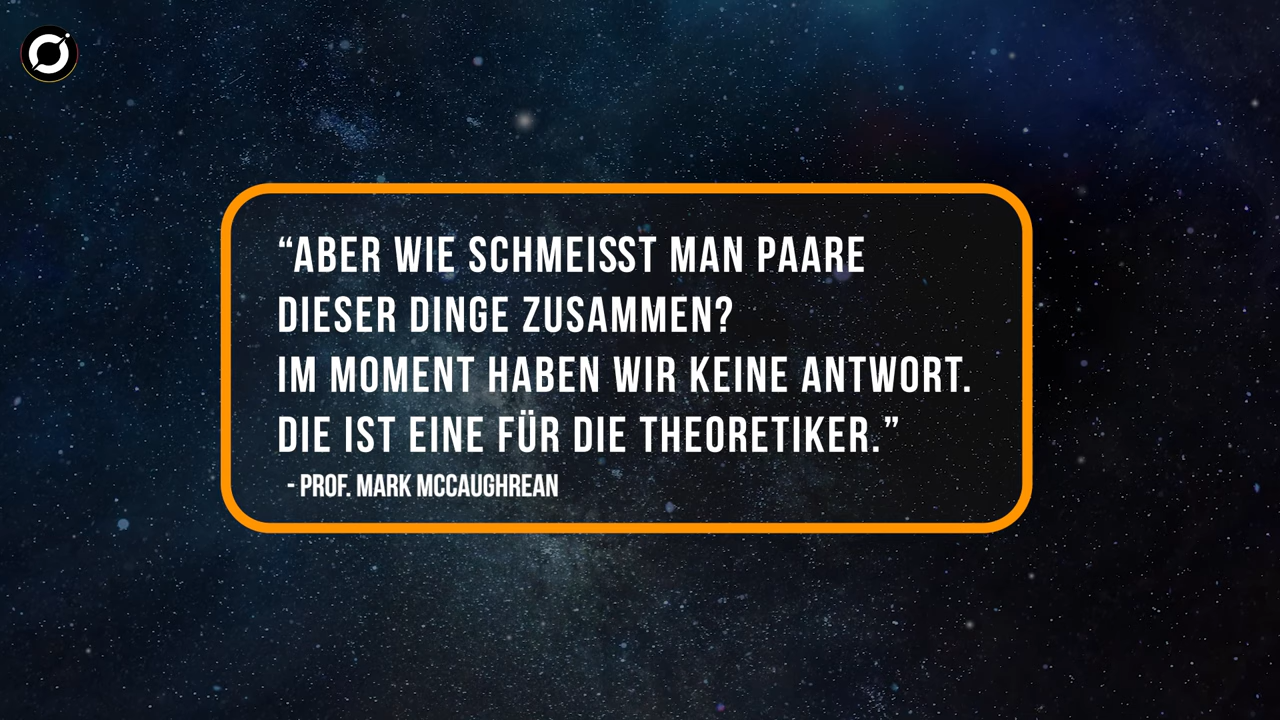 “ABER WIE SCHMEISST MAN PAARE
DIESER DINGE ZUSAMMEN?
IM MOMENT HABEN WIR KEINE ANTWORT.
DIE IST EINE FÜR DIE THEORETIKER.”
- PROF. MARK MCCAUGHREAN